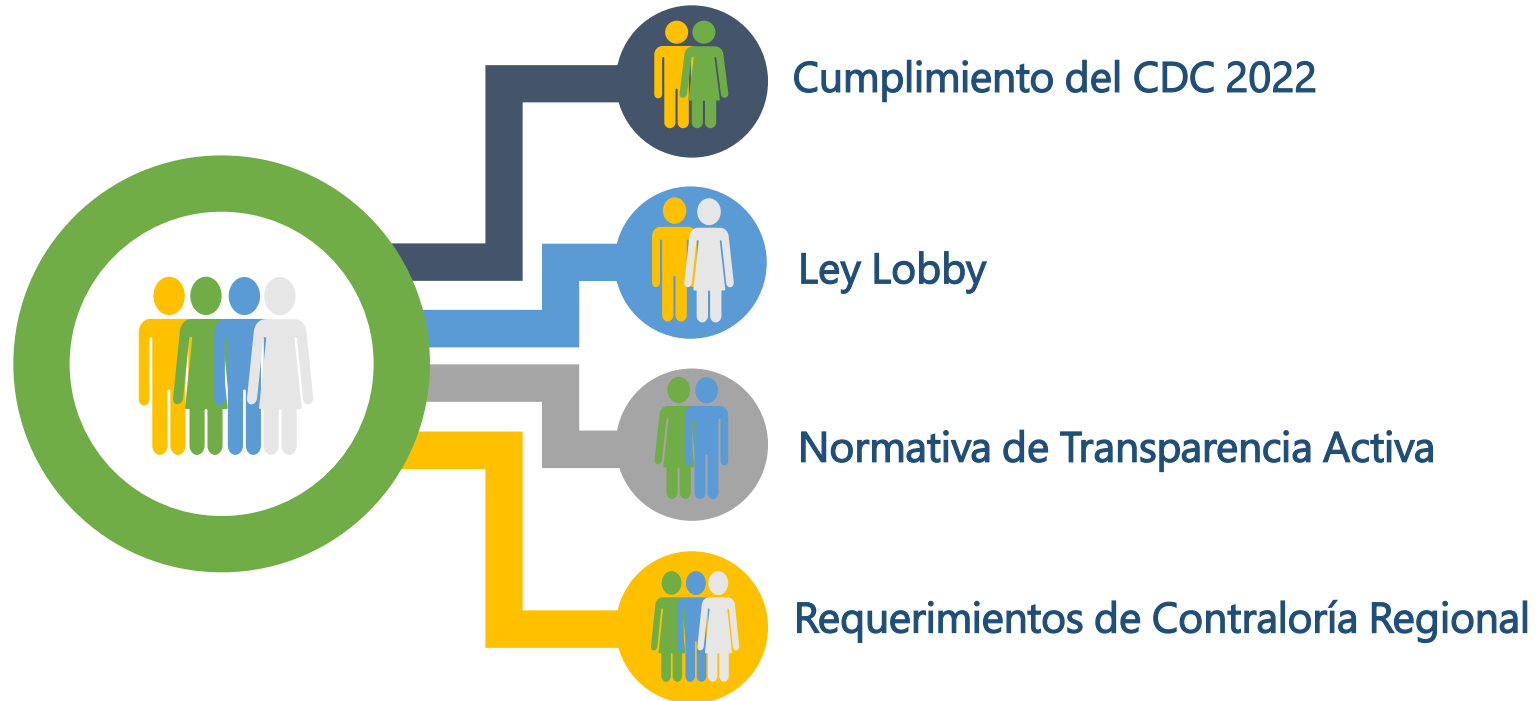 Cumplimiento del CDC 2022
Ley Lobby
Normativa de Transparencia Activa
Requerimientos de Contraloría Regional